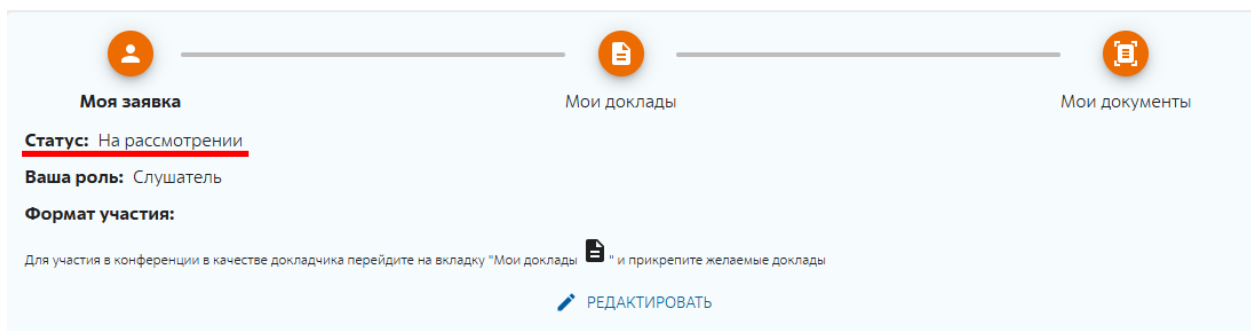 Моя заявка
Мои доклады
Мои документы
Статус: На рассмотрении
Ваша роль: Слушатель
Формат участия:
Для участия в конференции в качестве докладчика перейдите на вкладку "Мои доклады " и прикрепите желаемые доклады
РЕДАКТИРОВАТЬ